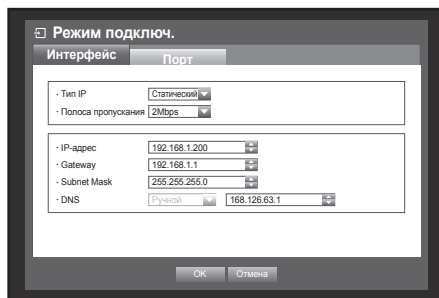 Режим подключ.
Интерфейс Порт
· Тип IP Статический
· Полоса пропускания 2Mbps
· IP-адрес 192.168.1.200
· Gateway 192.168.1.1
· Subnet Mask 255.255.255.0
· DNS Ручной 168.126.63.1
OK Отмена